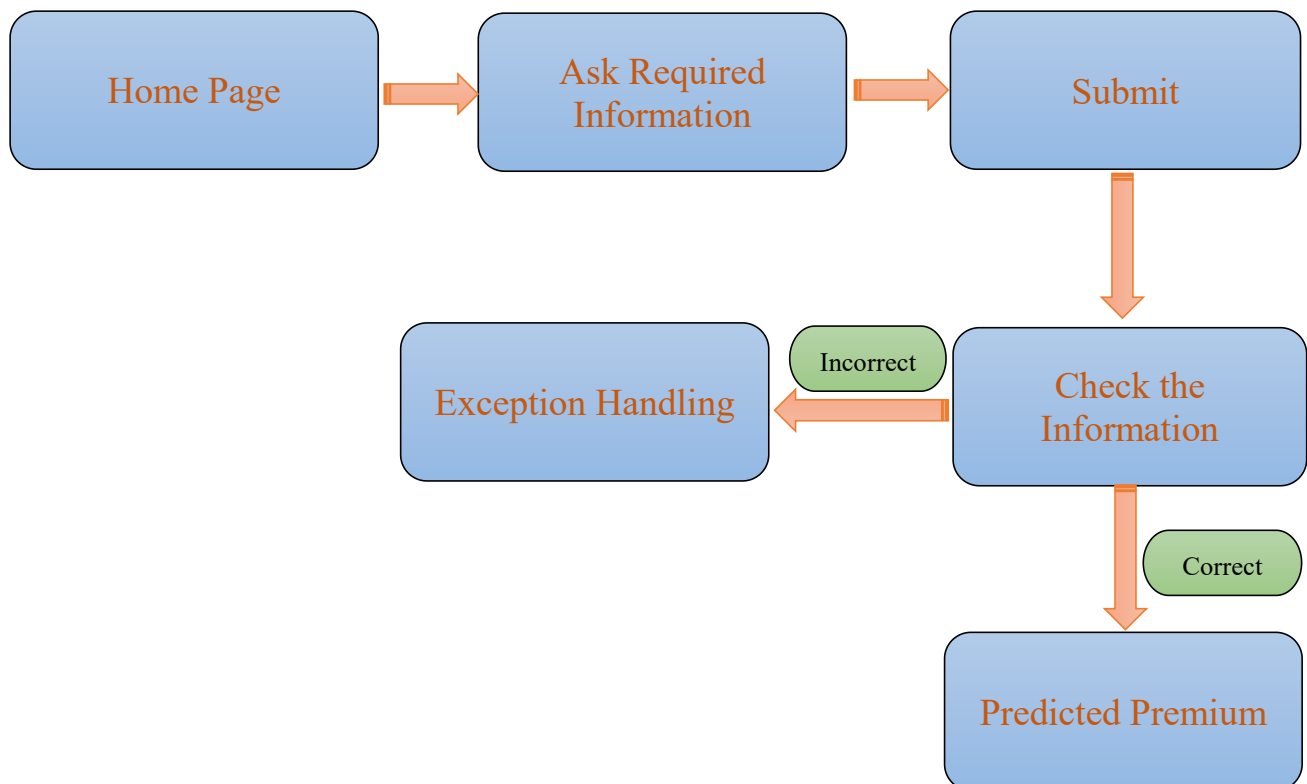 Home Page
Ask Required
Information
Submit
Incorrect
Exception Handling
Check the
Information
Correct
Predicted Premium